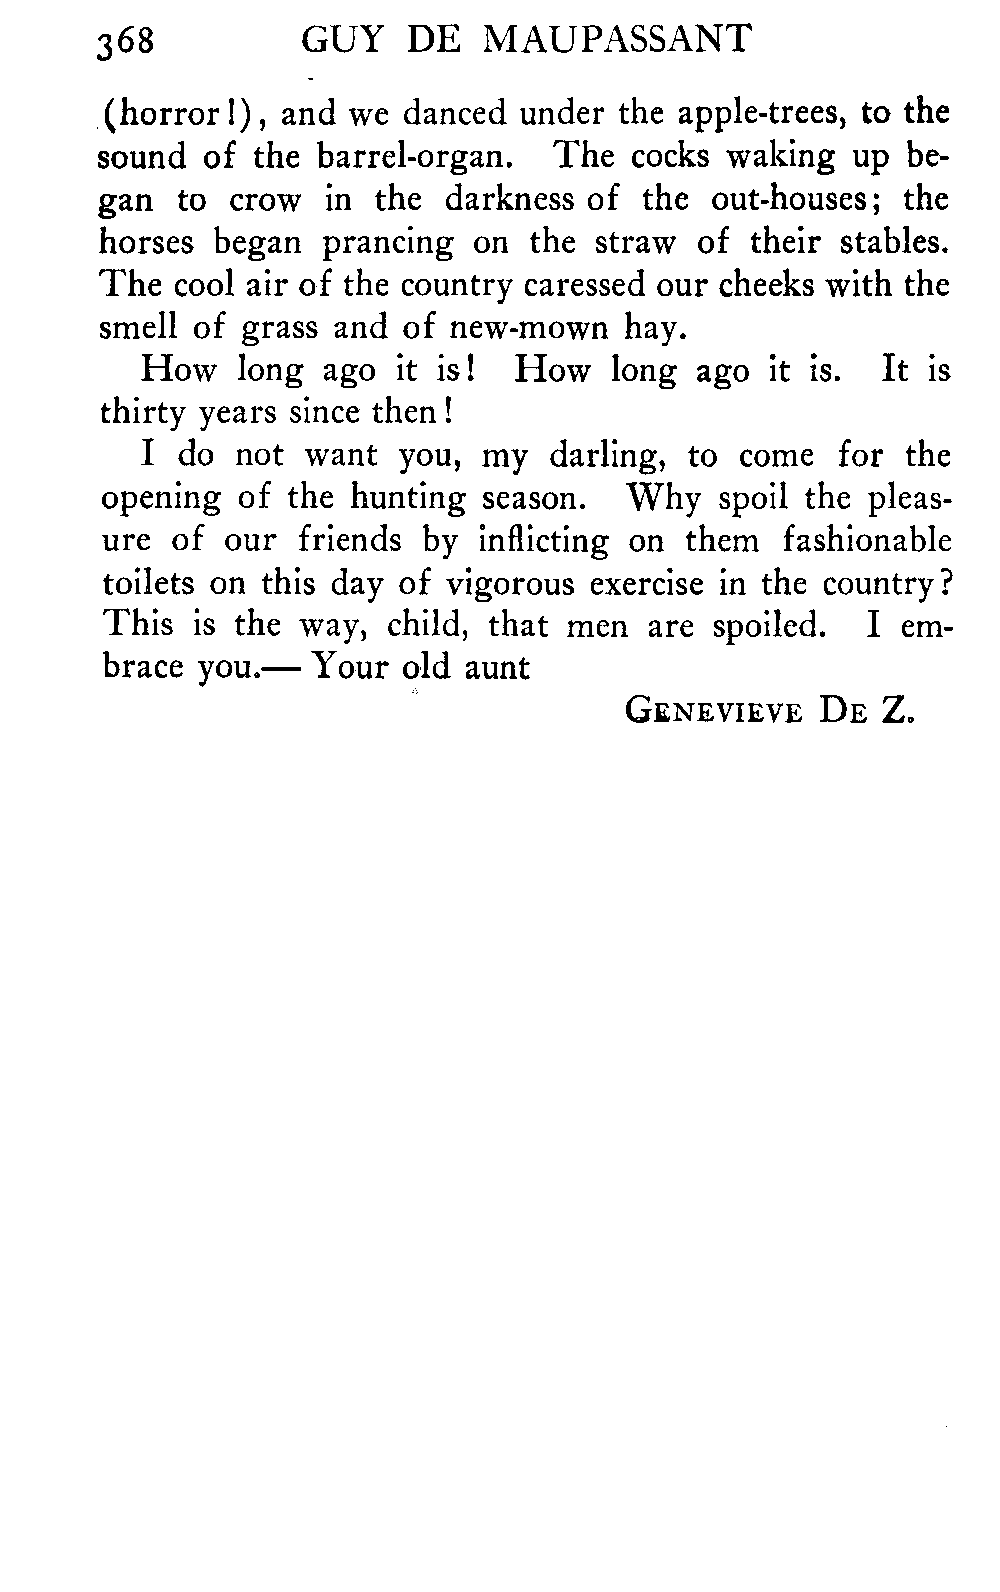 368 GUY DE MAUPASSANT
(horror!), and we danced under the apple-trees, to the
sound of the barrel-organ. The cocks waking up be-
gan to crow in the darkness of the out-houses; the
horses began prancing on the straw of their stables.
The cool air of the country caressed our cheeks with the
smell of grass and of new-mown hay.
How long ago it is! How long ago it is. It is
thirty years since then!
I do not want you, my darling, to come for the
opening of the hunting season. Why spoil the pleas-
ure of our friends by inflicting on them fashionable
toilets on this day of vigorous exercise in the country?
This is the way, child, that men are spoiled. I em-
brace you.— Your old aunt
GENEVIEVE DE Z.